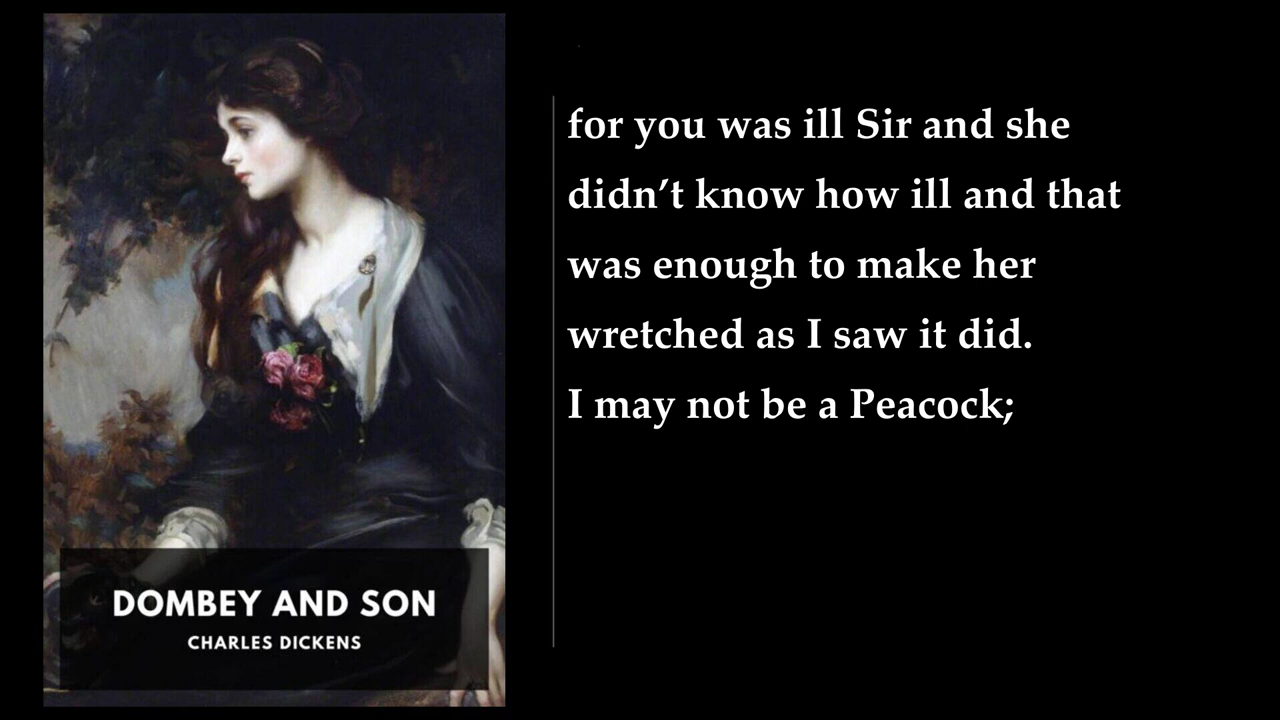 for you was ill Sir and she
didn’t know how ill and that
was enough to make her
wretched as I saw it did.
I may not be a Peacock;
DOMBEY AND SON
CHARLES DICKENS